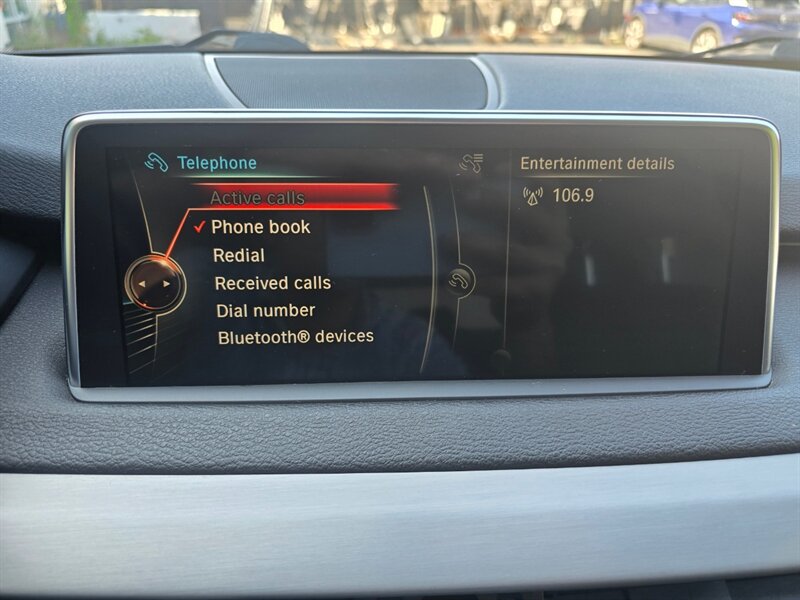 Telephone
Active calls
Phone book
Redial
Received calls
Dial number
Bluetooth® devices
Entertainment details
106.9